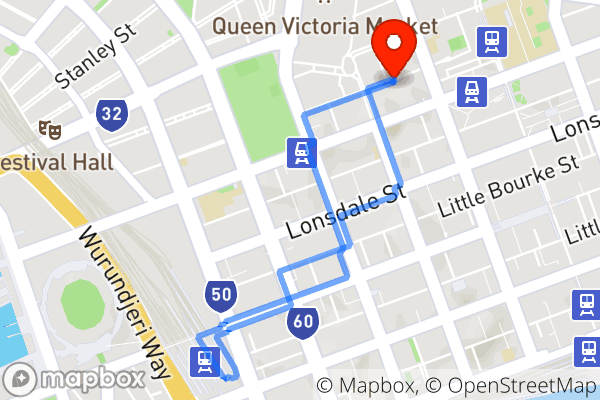 Queen Victoria Market
Stanley St
32
estival Hall
Lonsdale St
Lons
Little Bourke St
Little
Wurundjeri Way
50
60
mapbox
© Mapbox, © OpenStreetMap